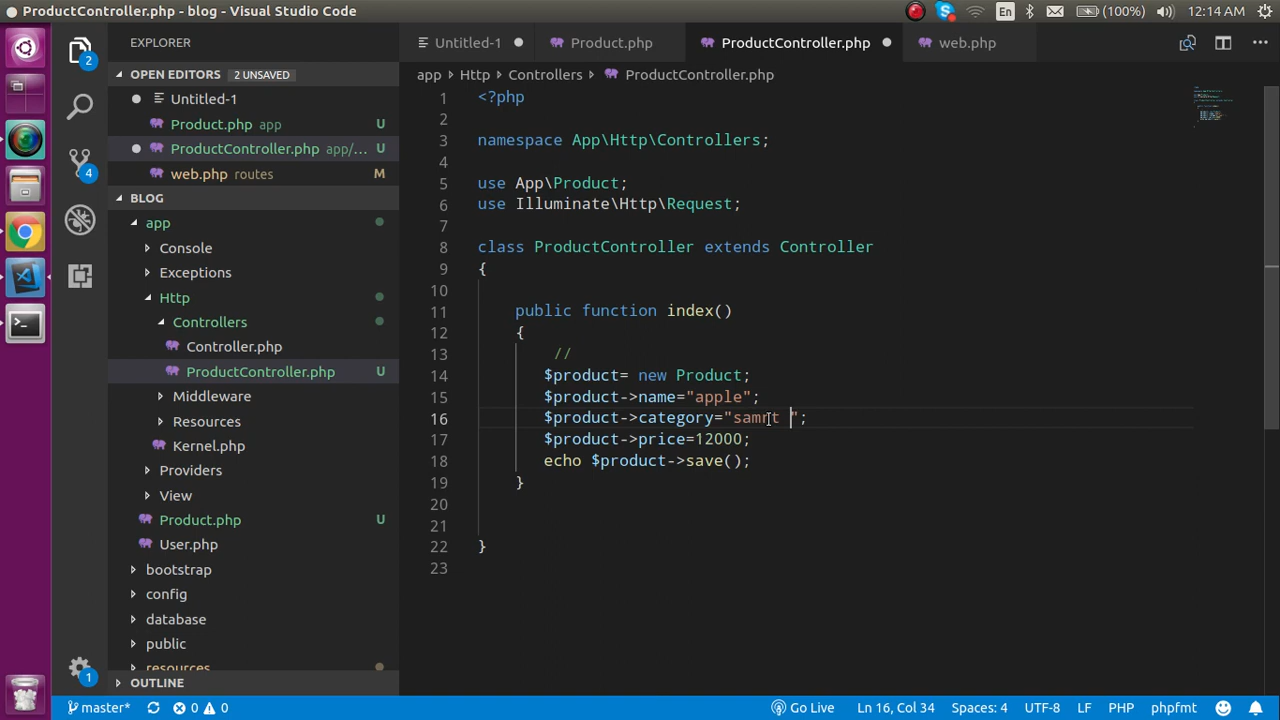 ProductController.php - blog - Visual Studio Code
En
(100%)
12:14 AM
EXPLORER
OPEN EDITORS 2 UNSAVED
Untitled-1
Product.php app U
ProductController.php app/... U
web.php routes M
BLOG
app
Console
Exceptions
Http
Controllers
Controller.php
ProductController.php U
Middleware
Resources
Kernel.php
Providers
View
Product.php U
User.php
bootstrap
config
database
public
resources
OUTLINE
2
4
1
Untitled-1
Product.php
ProductController.php
web.php
app > Http > Controllers > ProductController.php
1 <?php
2
3 namespace App\Http\Controllers;
4
5 use App\Product;
6 use Illuminate\Http\Request;
7
8 class ProductController extends Controller
9 {
10
11 public function index()
12 {
13 //
14 $product= new Product;
15 $product->name="apple";
16 $product->category="samrt ";
17 $product->price=12000;
18 echo $product->save();
19 }
20
21
22 }
23
master* 0 0 Go Live Ln 16, Col 34 Spaces: 4 UTF-8 LF PHP phpfmt